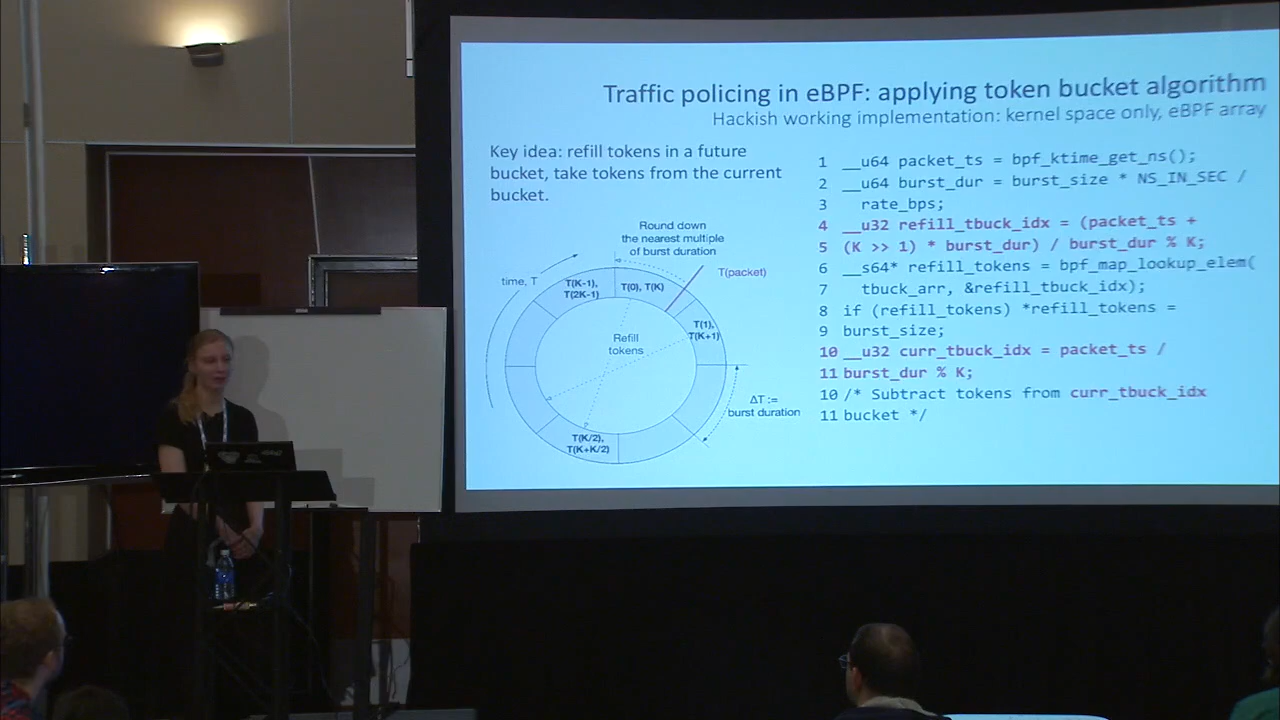 Traffic policing in eBPF: applying token bucket algorithm
Hackish working implementation: kernel space only, eBPF array
Key idea: refill tokens in a future
bucket, take tokens from the current
bucket.
Round down
the nearest multiple
of burst duration
time, T
T(packet)
T(K-1),
T(2K-1)
T(0), T(K)
T(1),
T(K+1)
Refill
tokens
ΔT :=
burst duration
T(K/2),
T(K+K/2)
1 __u64 packet_ts = bpf_ktime_get_ns();
2 __u64 burst_dur = burst_size * NS_IN_SEC /
3 rate_bps;
4 __u32 refill_tbuck_idx = (packet_ts +
5 (K >> 1) * burst_dur) / burst_dur % K;
6 __s64* refill_tokens = bpf_map_lookup_elem(
7 tbuck_arr, &refill_tbuck_idx);
8 if (refill_tokens) *refill_tokens =
9 burst_size;
10 __u32 curr_tbuck_idx = packet_ts /
11 burst_dur % K;
10 /* Subtract tokens from curr_tbuck_idx
11 bucket */